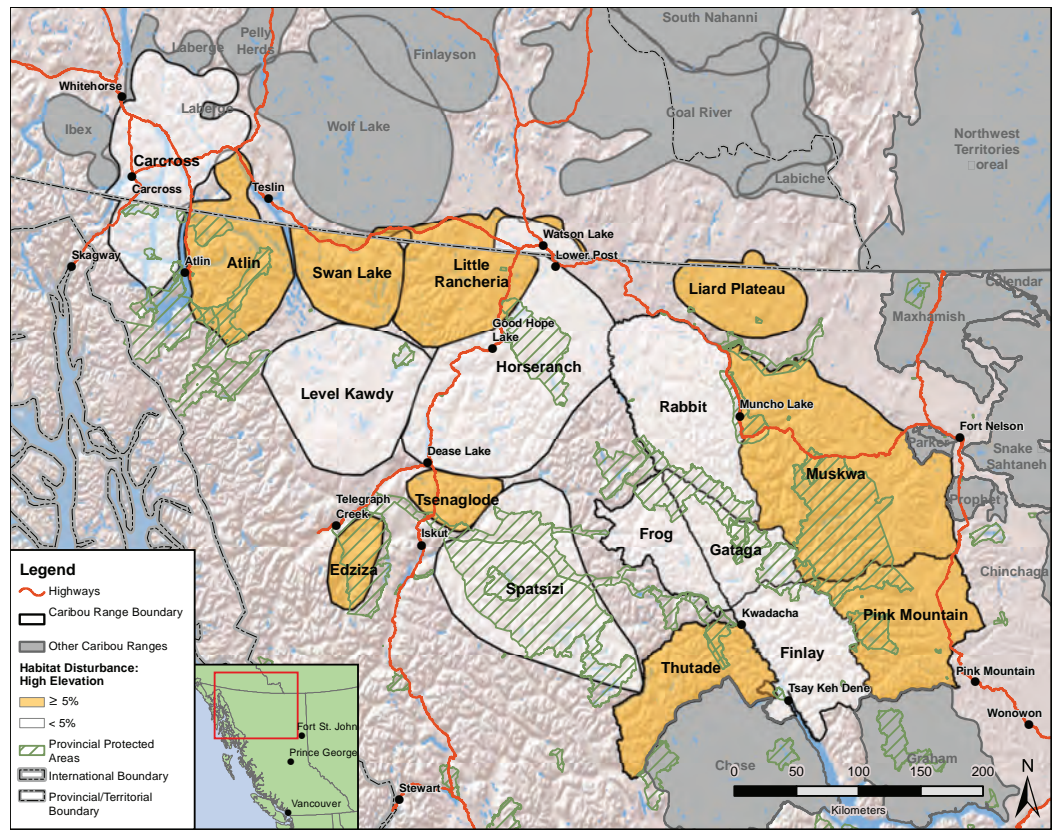 South Nahanni
Laberge
Pelly
Herds
Finlayson
Whitehorse
Laberge
Wolf Lake
Goal River
Ibex
Northwest
Territories
□oreal
Carcross
Labiche
Carcross
Teslin
Watson Lake
Skagway
Atlin
Atlin
Swan Lake
Little
Rancheria
Lower Post
Liard Plateau
Calendar
Maxhamish
Good Hope
Lake
Horseranch
Level Kawdy
Rabbit
Muncho Lake
Fort Nelson
Parker
Snake
Sahtaneh
Dease Lake
Muskwa
Telegraph
Creek
Tsenaglode
Prophet
Iskut
Frog
Gataga
Edziza
Spatsizi
Chinchaga
Kwadacha
Pink Mountain
Finlay
Thutade
Pink Mountain
Tsay Keh Dene
Wonowon
Chase
Graham
Stewart
0 50 100 150 200
Kilometers
N
Legend
Highways
Caribou Range Boundary
Other Caribou Ranges
Habitat Disturbance:
High Elevation
≥ 5%
< 5%
Provincial Protected
Areas
International Boundary
Provincial/Territorial
Boundary
Fort St. John
Prince George
Vancouver